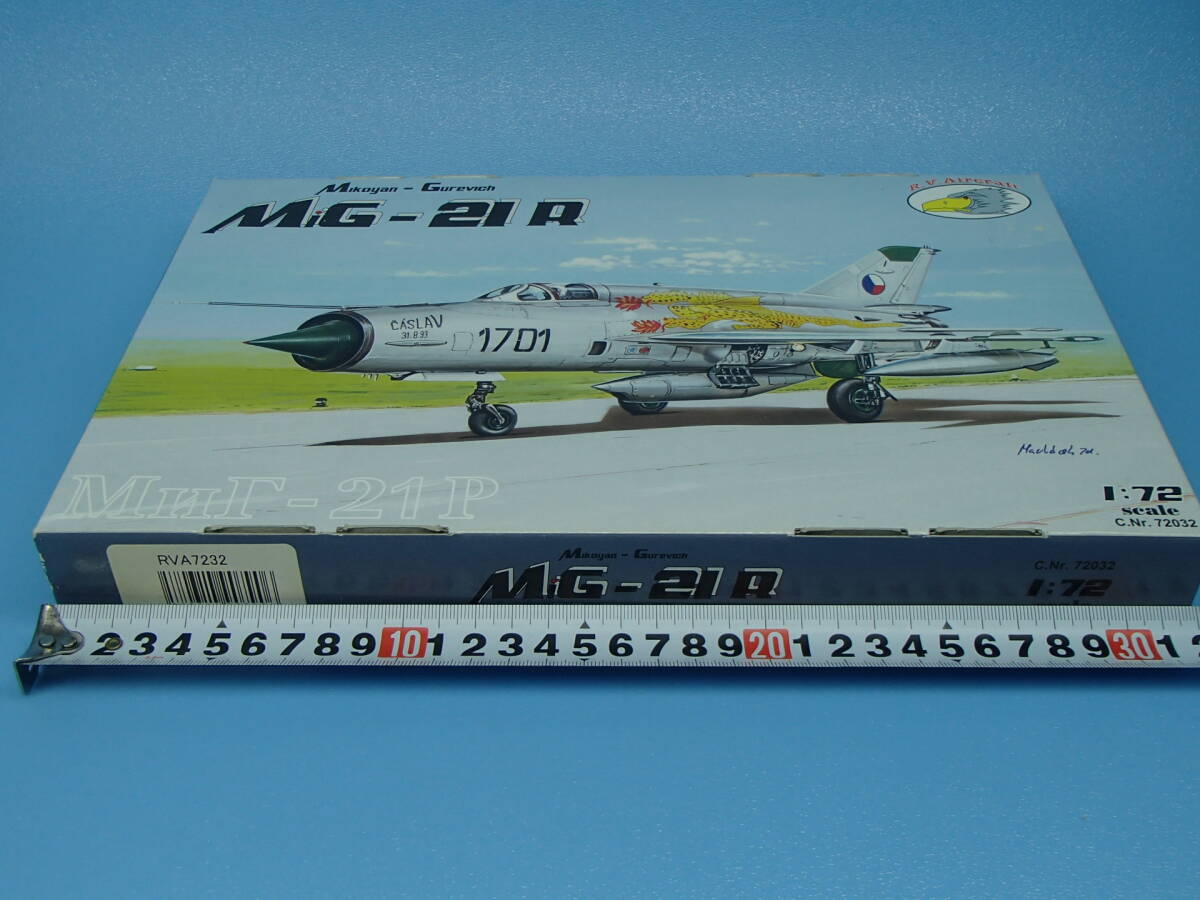 Mikoyan - Gurevich
MiG-21 R
R V Aircraft
ČÁSLAV
31.8.93
1701
МиГ-21Р
1:72
scale
C.Nr. 72032
RVA7232
Mikoyan - Gurevich
MiG-21 R
C.Nr. 72032
1:72
2 3 4 5 6 7 8 9 10 1 2 3 4 5 6 7 8 9 20 1 2 3 4 5 6 7 8 9 30 1